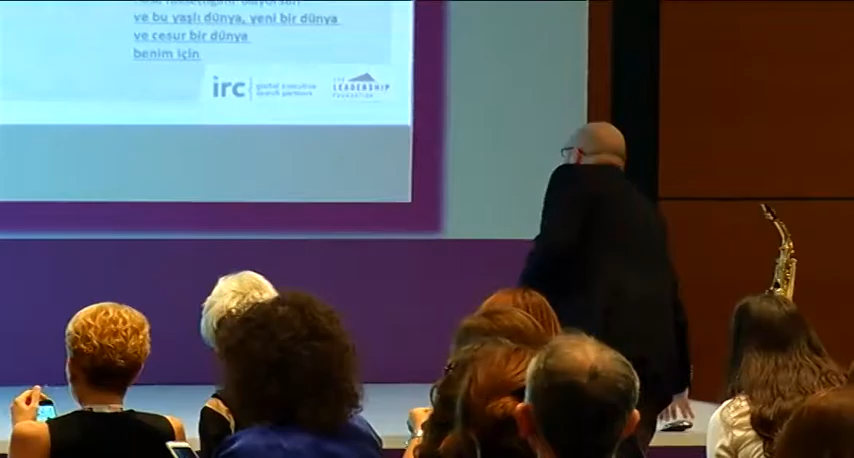 ve bu yaşlı dünya, yeni bir dünya
ve cesur bir dünya
benim için
irc global executive search partners
THE LEADERSHIP FOUNDATION